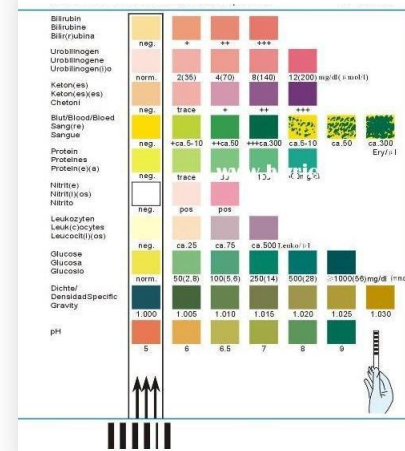 Bilirubin
Bilirubine
Bilir(r)ubina
neg. + ++ +++
Urobilinogen
Urobilinogene
Urobilinogen(i)o
norm. 2(35) 4(70) 8(140) 12(200)
Keton(es)
Keton(es)(es)
Chetoni
neg. trace + ++ +++
Blut/Blood/Bloed
Sang(re)
Sangue
neg. +ca.5-10 ++ca.50 +++ca.300 ca.5-10 ca.50 ca.300
Ery/µl
Protein
Proteines
Protein(e)(a)
neg. trace
Nitrit(e)
Nitrit(i)(os)
Nitrito
neg. pos pos
Leukozyten
Leuk(c)ocytes
Leucocit(i)(os)
neg. ca.25 ca.75 ca.500
Glucose
Glucosa
Glucosio
norm. 50(2,8) 100(5,6) 250(14) 500(28) >1000(56)mg/dl
Dichte/
DensidadSpecific
Gravity
1.000 1.005 1.010 1.015 1.020 1.025 1.030
pH
5 6 6.5 7 8 9